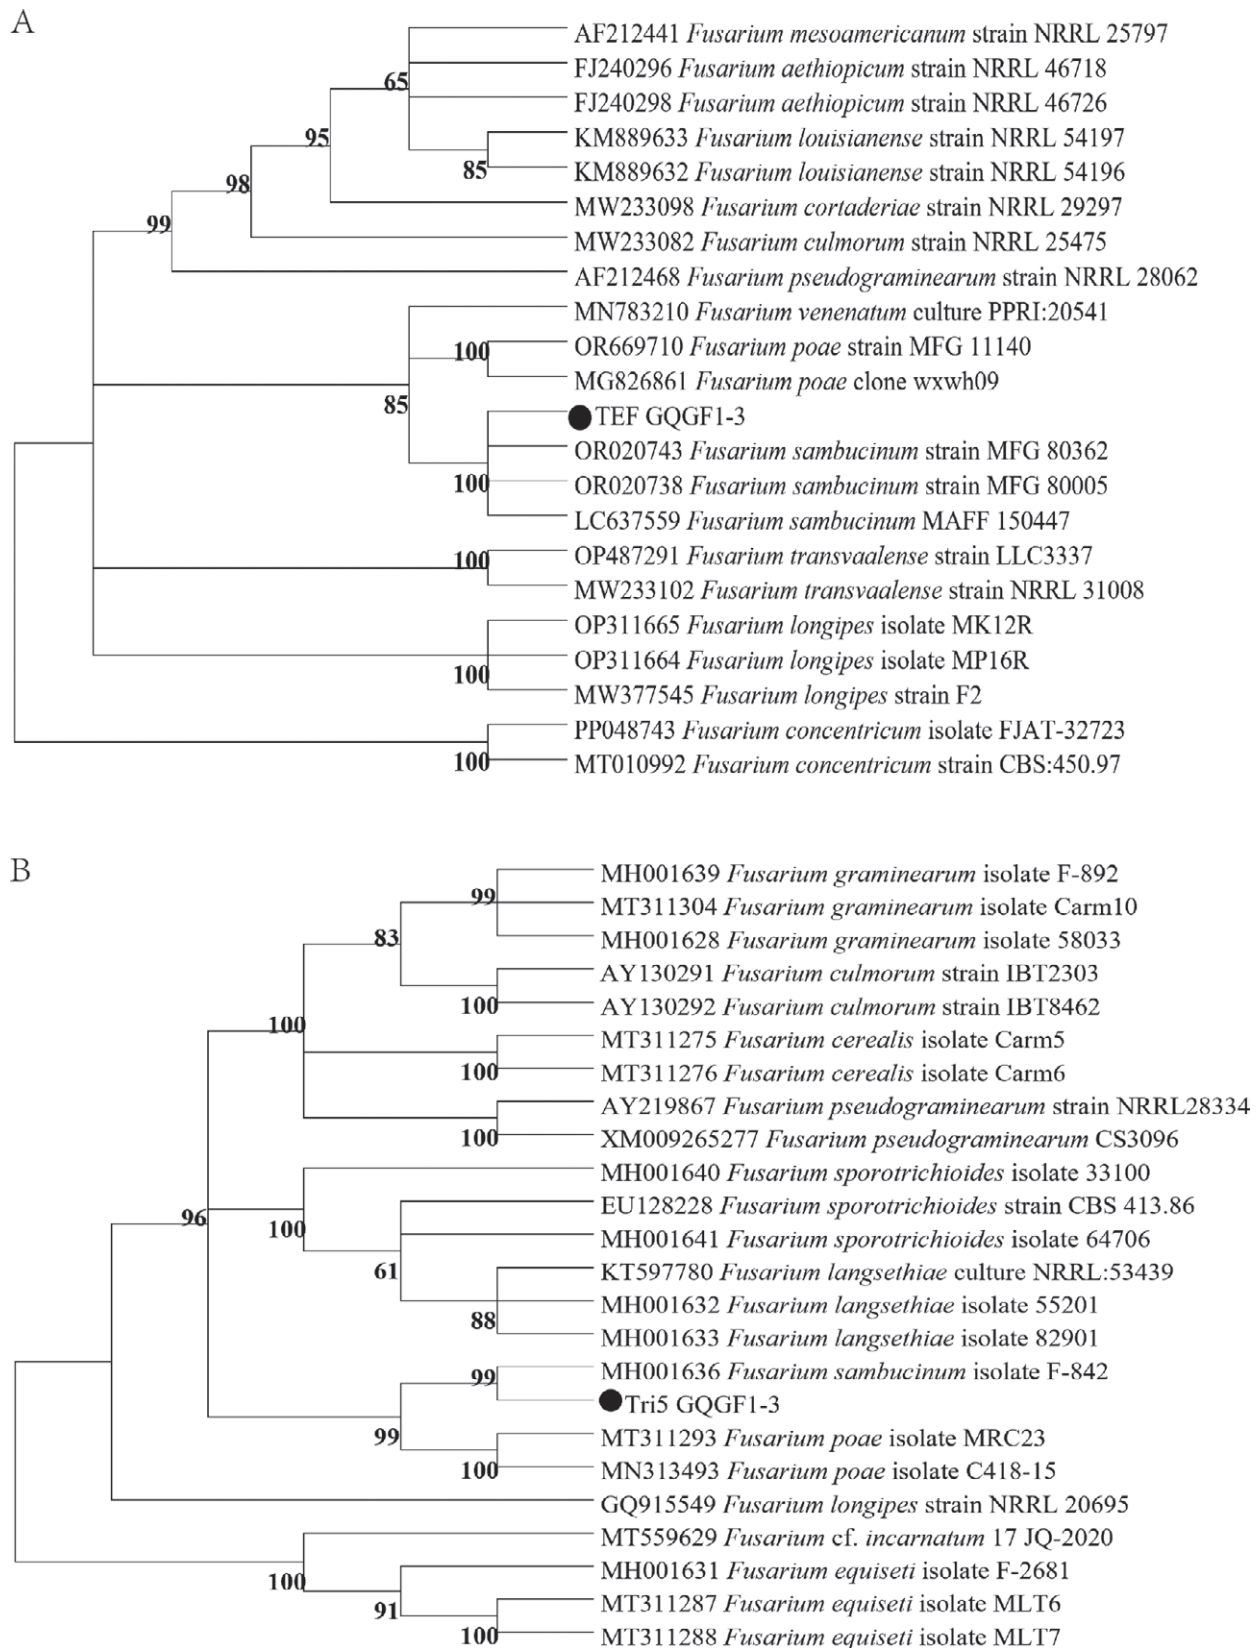 A
AF212441 Fusarium mesoamericanum strain NRRL 25797
FJ240296 Fusarium aethiopicum strain NRRL 46718
65
FJ240298 Fusarium aethiopicum strain NRRL 46726
KM889633 Fusarium louisianense strain NRRL 54197
95
KM889632 Fusarium louisianense strain NRRL 54196
85
98
MW233098 Fusarium cortaderiae strain NRRL 29297
99
MW233082 Fusarium culmorum strain NRRL 25475
AF212468 Fusarium pseudograminearum strain NRRL 28062
MN783210 Fusarium venenatum culture PPRI:20541
100
OR669710 Fusarium poae strain MFG 11140
MG826861 Fusarium poae clone wxwh09
85
TEF GQGF1-3
OR020743 Fusarium sambucinum strain MFG 80362
100
OR020738 Fusarium sambucinum strain MFG 80005
LC637559 Fusarium sambucinum MAFF 150447
100
OP487291 Fusarium transvaalense strain LLC3337
MW233102 Fusarium transvaalense strain NRRL 31008
OP311665 Fusarium longipes isolate MK12R
OP311664 Fusarium longipes isolate MP16R
100
MW377545 Fusarium longipes strain F2
PP048743 Fusarium concentricum isolate FJAT-32723
100
MT010992 Fusarium concentricum strain CBS:450.97
B
MH001639 Fusarium graminearum isolate F-892
99
MT311304 Fusarium graminearum isolate Carm10
83
MH001628 Fusarium graminearum isolate 58033
AY130291 Fusarium culmorum strain IBT2303
100
AY130292 Fusarium culmorum strain IBT8462
100
MT311275 Fusarium cerealis isolate Carm5
100
MT311276 Fusarium cerealis isolate Carm6
AY219867 Fusarium pseudograminearum strain NRRL28334
100
XM009265277 Fusarium pseudograminearum CS3096
MH001640 Fusarium sporotrichioides isolate 33100
96
100
EU128228 Fusarium sporotrichioides strain CBS 413.86
MH001641 Fusarium sporotrichioides isolate 64706
61
KT597780 Fusarium langsethiae culture NRRL:53439
MH001632 Fusarium langsethiae isolate 55201
88
MH001633 Fusarium langsethiae isolate 82901
99
MH001636 Fusarium sambucinum isolate F-842
Tri5 GQGF1-3
99
MT311293 Fusarium poae isolate MRC23
100
MN313493 Fusarium poae isolate C418-15
GQ915549 Fusarium longipes strain NRRL 20695
MT559629 Fusarium cf. incarnatum 17 JQ-2020
100
MH001631 Fusarium equiseti isolate F-2681
91
MT311287 Fusarium equiseti isolate MLT6
100
MT311288 Fusarium equiseti isolate MLT7